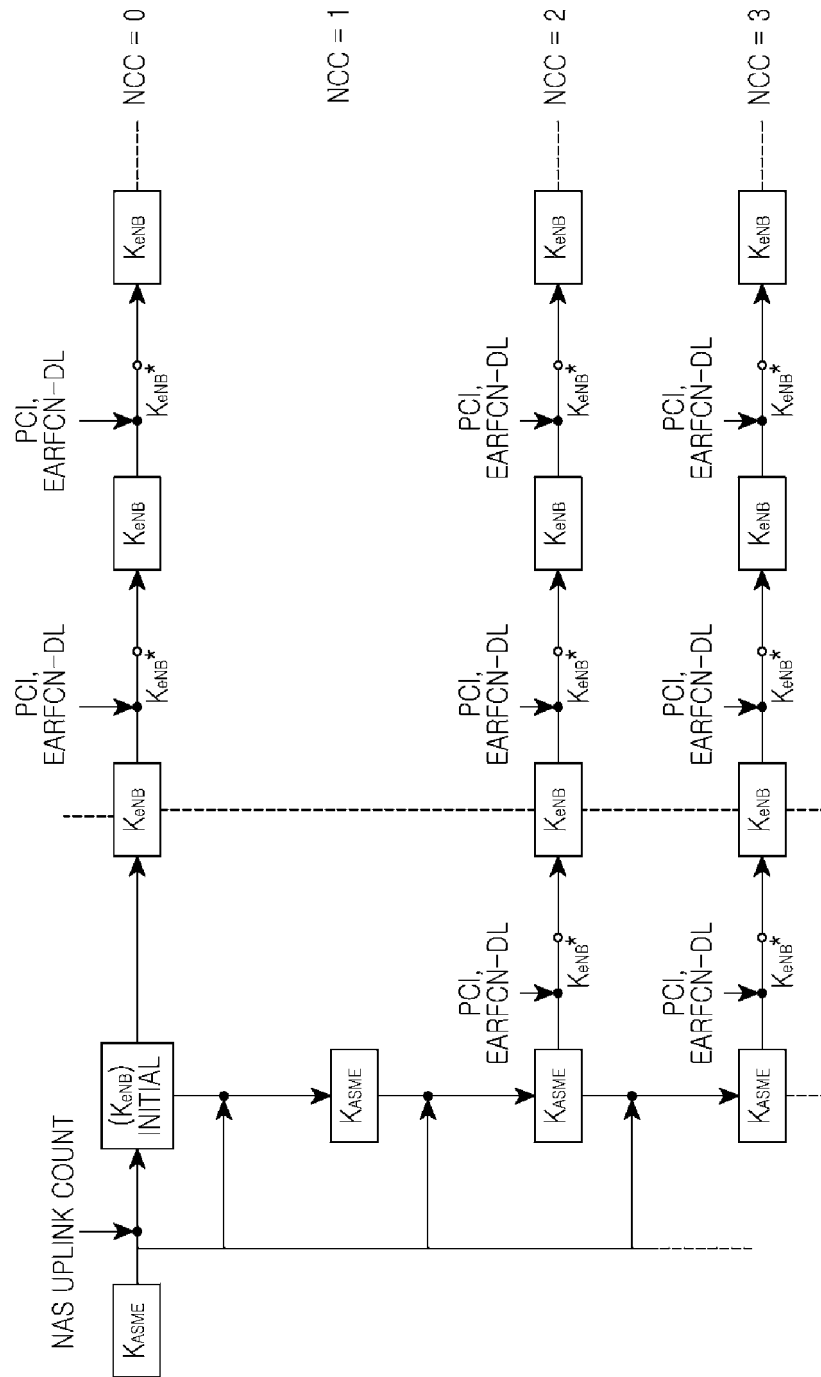 NAS UPLINK COUNT
KASME
(KeNB)
INITIAL
KeNB
PCI,
EARFCN-DL
KeNB*
KeNB
PCI,
EARFCN-DL
KeNB*
KeNB
NCC = 0
KASME
NCC = 1
KASME
PCI,
EARFCN-DL
KeNB*
KeNB
PCI,
EARFCN-DL
KeNB*
KeNB
PCI,
EARFCN-DL
KeNB*
KeNB
NCC = 2
KASME
PCI,
EARFCN-DL
KeNB*
KeNB
PCI,
EARFCN-DL
KeNB*
KeNB
PCI,
EARFCN-DL
KeNB*
KeNB
NCC = 3